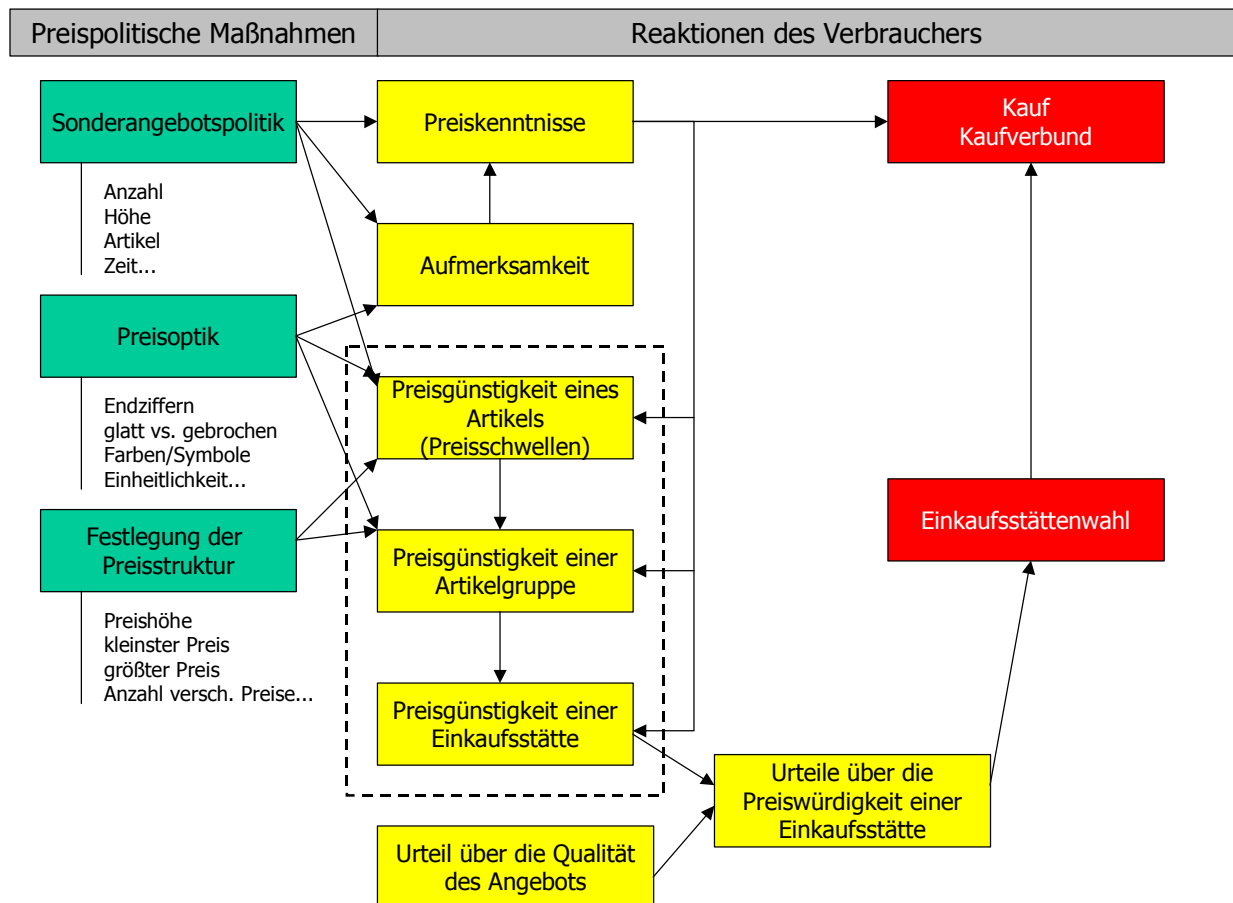 Preispolitische Maßnahmen
Reaktionen des Verbrauchers
Sonderangebotspolitik
Anzahl
Höhe
Artikel
Zeit...
Preisoptik
Endziffern
glatt vs. gebrochen
Farben/Symbole
Einheitlichkeit...
Festlegung der
Preisstruktur
Preishöhe
kleinster Preis
größter Preis
Anzahl versch. Preise...
Preiskenntnisse
Aufmerksamkeit
Preisgünstigkeit eines
Artikels
(Preisschwellen)
Preisgünstigkeit einer
Artikelgruppe
Preisgünstigkeit einer
Einkaufsstätte
Urteil über die Qualität
des Angebots
Urteile über die
Preiswürdigkeit einer
Einkaufsstätte
Kauf
Kaufverbund
Einkaufsstättenwahl